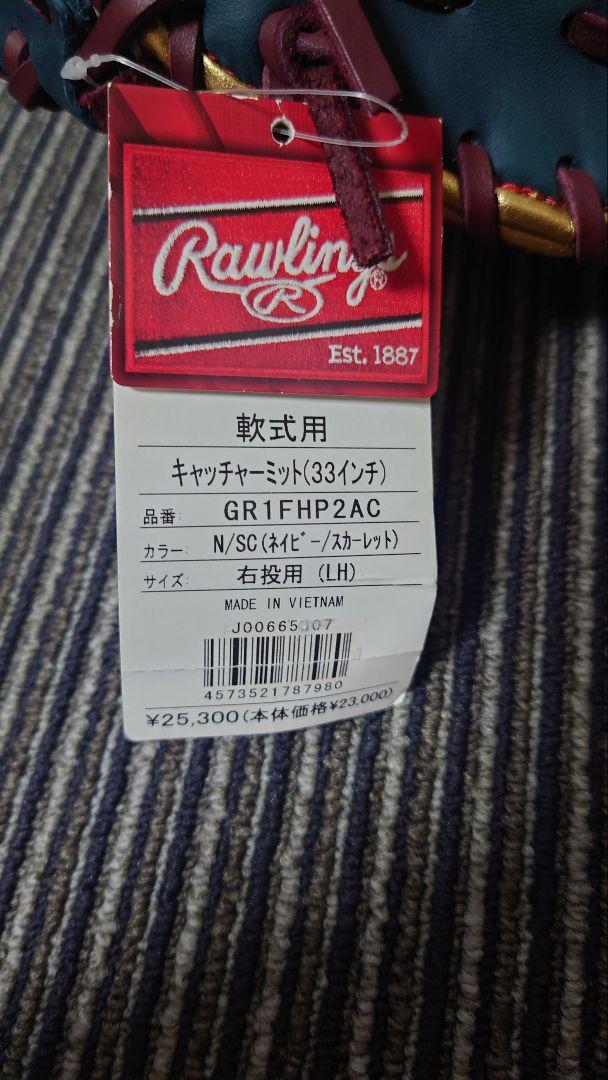 Rawlings®
R
Est. 1887
軟式用
キャッチャーミット(33インチ)
品番: GR1FHP2AC
カラー: N/SC(ネイビー/スカーレット)
サイズ: 右投用 (LH)
MADE IN VIETNAM
J00665307
4573521787980
¥25,300(本体価格¥23,000)